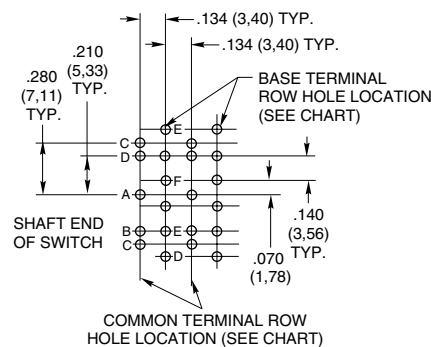 .134 (3,40) TYP.
.134 (3,40) TYP.
.210
(5,33)
TYP.
.280
(7,11)
TYP.
BASE TERMINAL
ROW HOLE LOCATION
(SEE CHART)
E
C
D
F
A
SHAFT END
OF SWITCH
B
E
C
D
.140
(3,56)
TYP.
.070
(1,78)
COMMON TERMINAL ROW
HOLE LOCATION (SEE CHART)